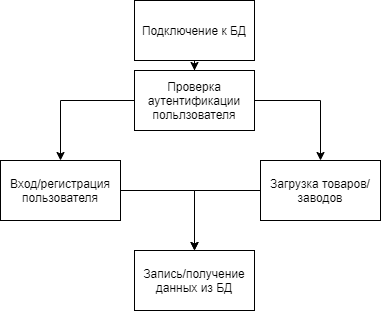 Подключение к БД
Проверка
аутентификации
пользователя
Вход/регистрация
пользователя
Загрузка товаров/
заводов
Запись/получение
данных из БД